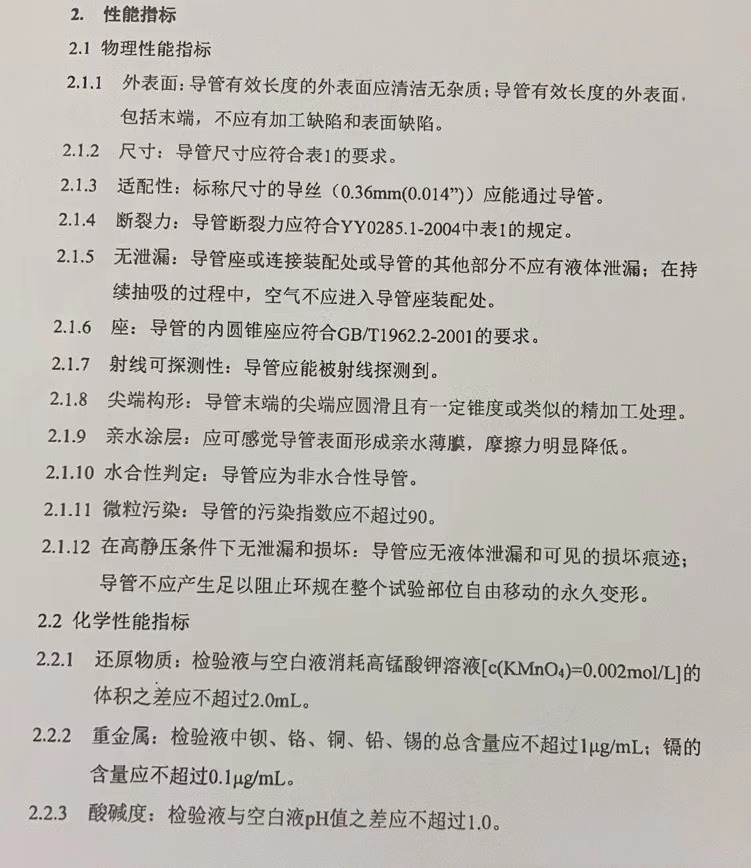 2. 性能指标
2.1 物理性能指标
2.1.1 外表面：导管有效长度的外表面应清洁无杂质；导管有效长度的外表面，
包括末端，不应有加工缺陷和表面缺陷。
2.1.2 尺寸：导管尺寸应符合表1的要求。
2.1.3 适配性：标称尺寸的导丝（0.36mm(0.014”)）应能通过导管。
2.1.4 断裂力：导管断裂力应符合YY0285.1-2004中表1的规定。
2.1.5 无泄漏：导管座或连接装配处或导管的其他部分不应有液体泄漏；在持
续抽吸的过程中，空气不应进入导管座装配处。
2.1.6 座：导管的内圆锥座应符合GB/T1962.2-2001的要求。
2.1.7 射线可探测性：导管应能被射线探测到。
2.1.8 尖端构形：导管末端的尖端应圆滑且有一定锥度或类似的精加工处理。
2.1.9 亲水涂层：应可感觉导管表面形成亲水薄膜，摩擦力明显降低。
2.1.10 水合性判定：导管应为非水合性导管。
2.1.11 微粒污染：导管的污染指数应不超过90。
2.1.12 在高静压条件下无泄漏和损坏：导管应无液体泄漏和可见的损坏痕迹；
导管不应产生足以阻止环规在整个试验部位自由移动的永久变形。
2.2 化学性能指标
2.2.1 还原物质：检验液与空白液消耗高锰酸钾溶液[c(KMnO₄)=0.002mol/L]的
体积之差应不超过2.0mL。
2.2.2 重金属：检验液中钡、铬、铜、铅、锡的总含量应不超过1μg/mL；镉的
含量应不超过0.1μg/mL。
2.2.3 酸碱度：检验液与空白液pH值之差应不超过1.0。